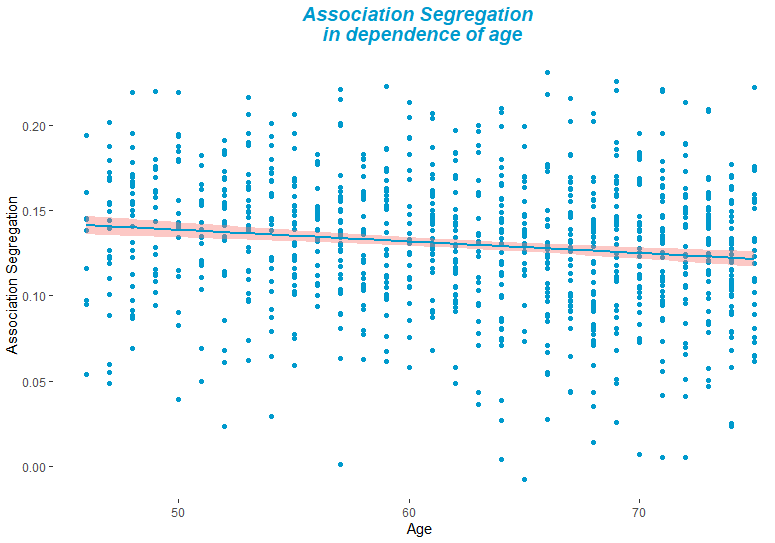 Association Segregation
in dependence of age
Association Segregation
0.20
0.15
0.10
0.05
0.00
50
60
70
Age